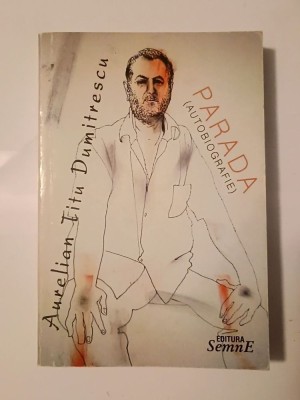 Aurelian Titu Dumitrescu
PARADA
(AUTOBIOGRAFIE)
EDITURA
SemnE